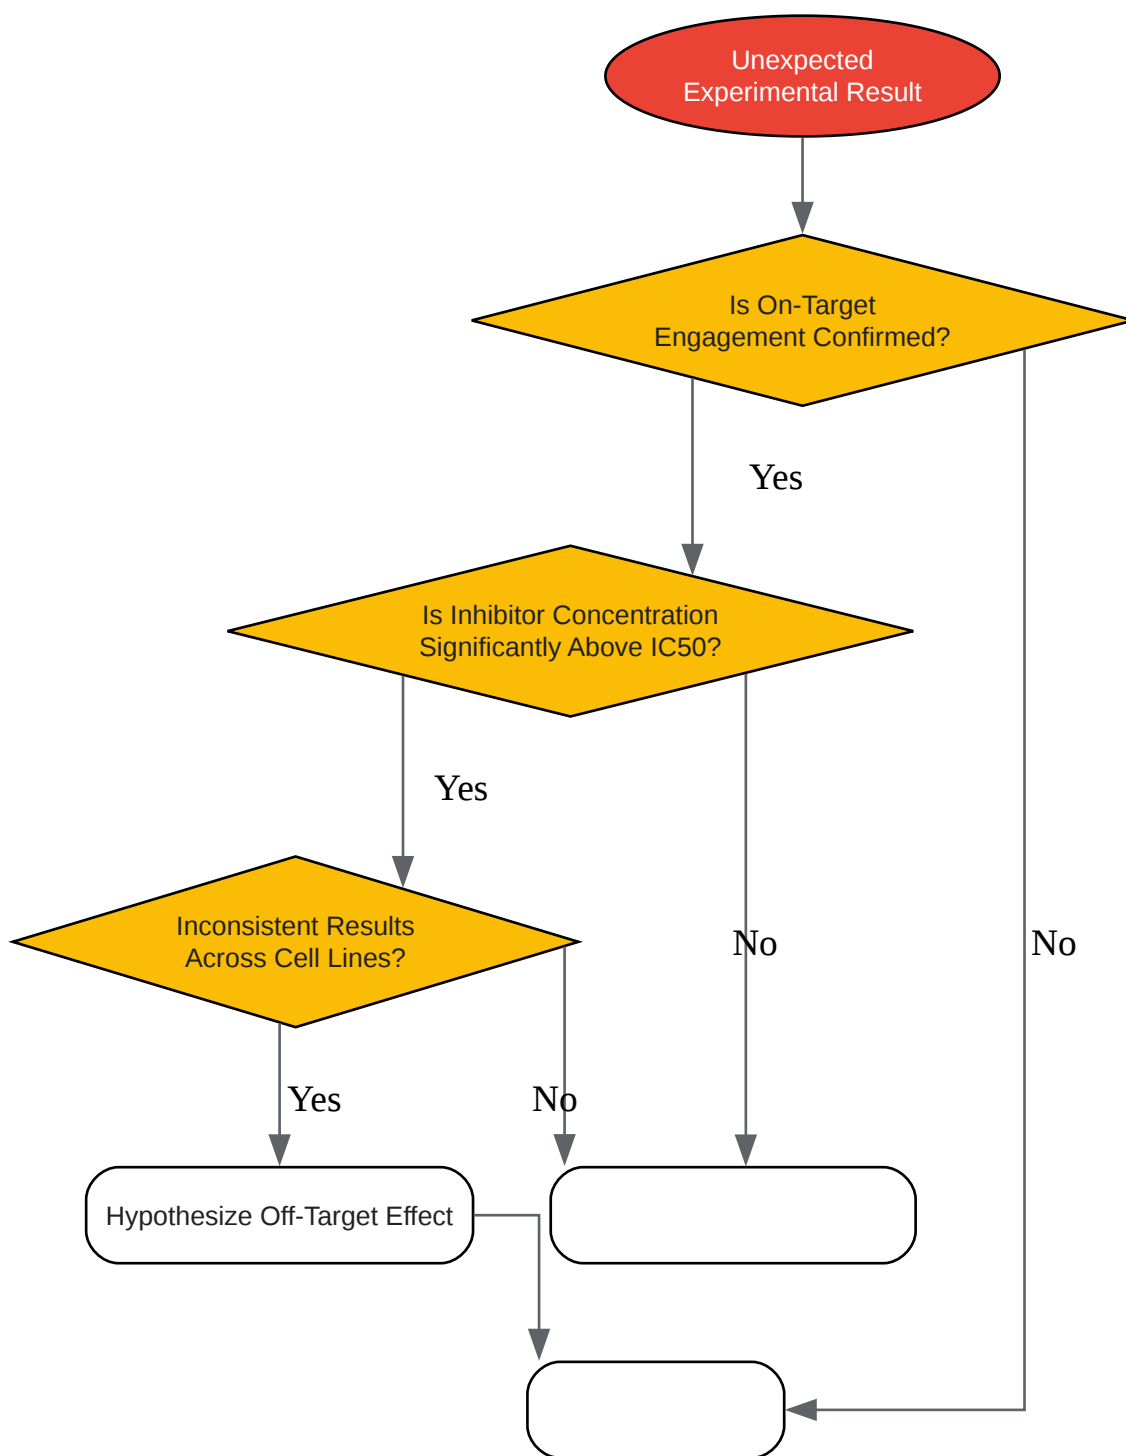 Unexpected
Experimental Result
Is On-Target
Engagement Confirmed?
Yes
Is Inhibitor Concentration
Significantly Above IC50?
Yes
Inconsistent Results
Across Cell Lines?
No
No
Yes
No
Hypothesize Off-Target Effect